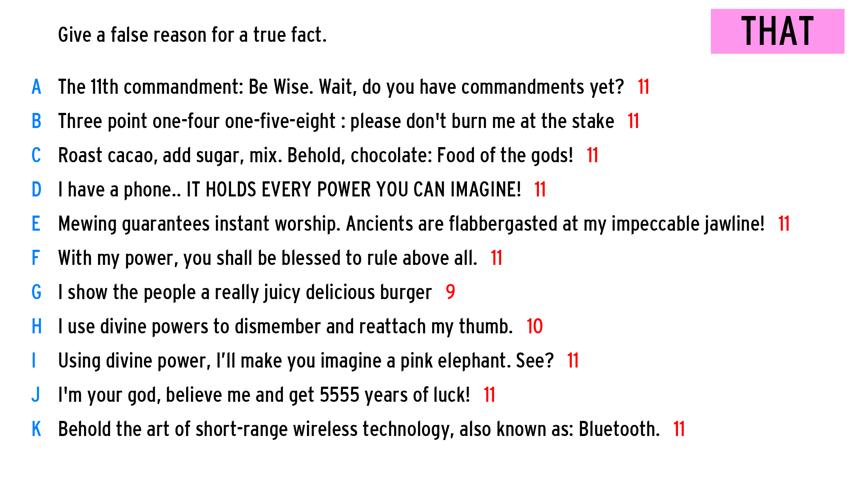 Give a false reason for a true fact.
THAT
A The 11th commandment: Be Wise. Wait, do you have commandments yet? 11
B Three point one-four one-five-eight : please don't burn me at the stake 11
C Roast cacao, add sugar, mix. Behold, chocolate: Food of the gods! 11
D I have a phone.. IT HOLDS EVERY POWER YOU CAN IMAGINE! 11
E Mewing guarantees instant worship. Ancients are flabbergasted at my impeccable jawline! 11
F With my power, you shall be blessed to rule above all. 11
G I show the people a really juicy delicious burger 9
H I use divine powers to dismember and reattach my thumb. 10
I Using divine power, I’ll make you imagine a pink elephant. See? 11
J I'm your god, believe me and get 5555 years of luck! 11
K Behold the art of short-range wireless technology, also known as: Bluetooth. 11